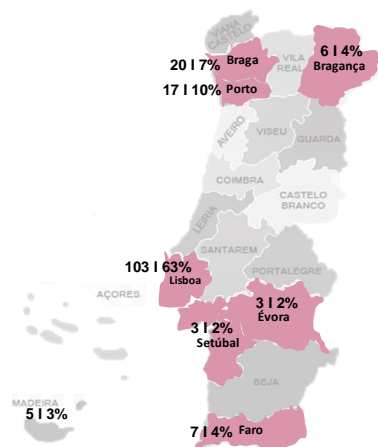 VIANA
CASTELO
Braga
20 I 7%
VILA
REAL
6 I 4%
Bragança
17 I 10%
Porto
AVEIRO
VISEU
GUARDA
COIMBRA
CASTELO
BRANCO
LEIRIA
SANTAREM
103 I 63%
Lisboa
PORTALEGRE
AÇORES
3 I 2%
Évora
3 I 2%
Setúbal
BEJA
MADEIRA
5 I 3%
7 I 4%
Faro